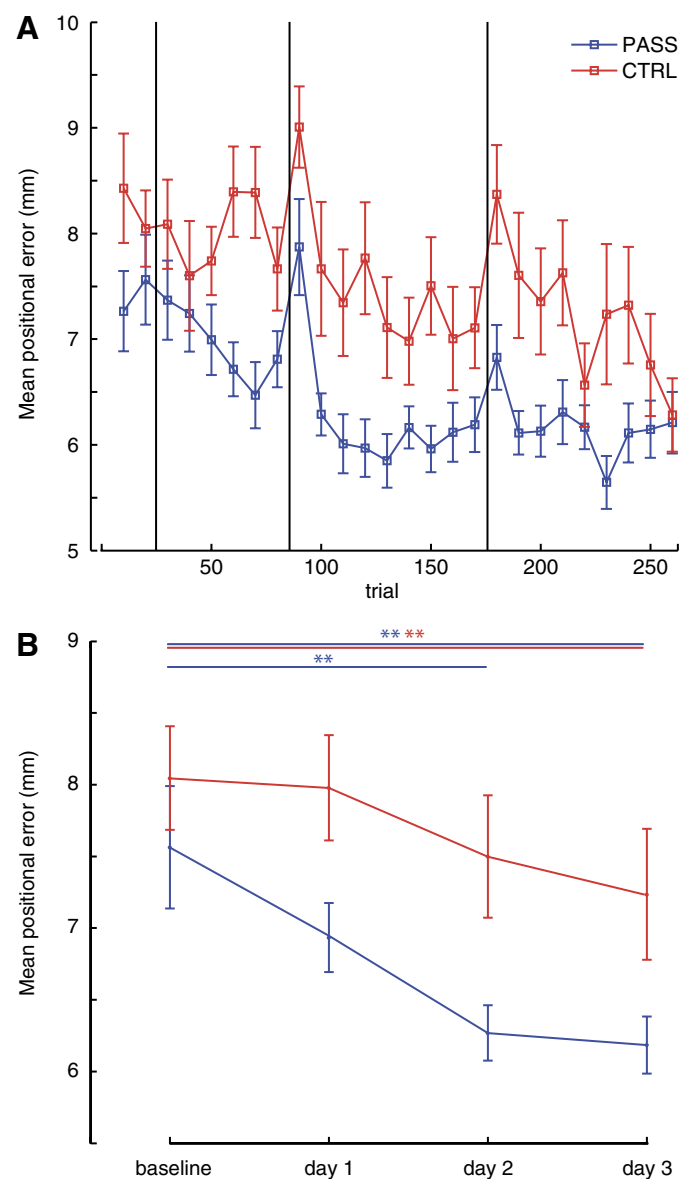 A
10
PASS
CTRL
9
8
7
6
5
Mean positional error (mm)
50 100 150 200 250
trial
B
9
** **
**
8
7
6
Mean positional error (mm)
baseline day 1 day 2 day 3